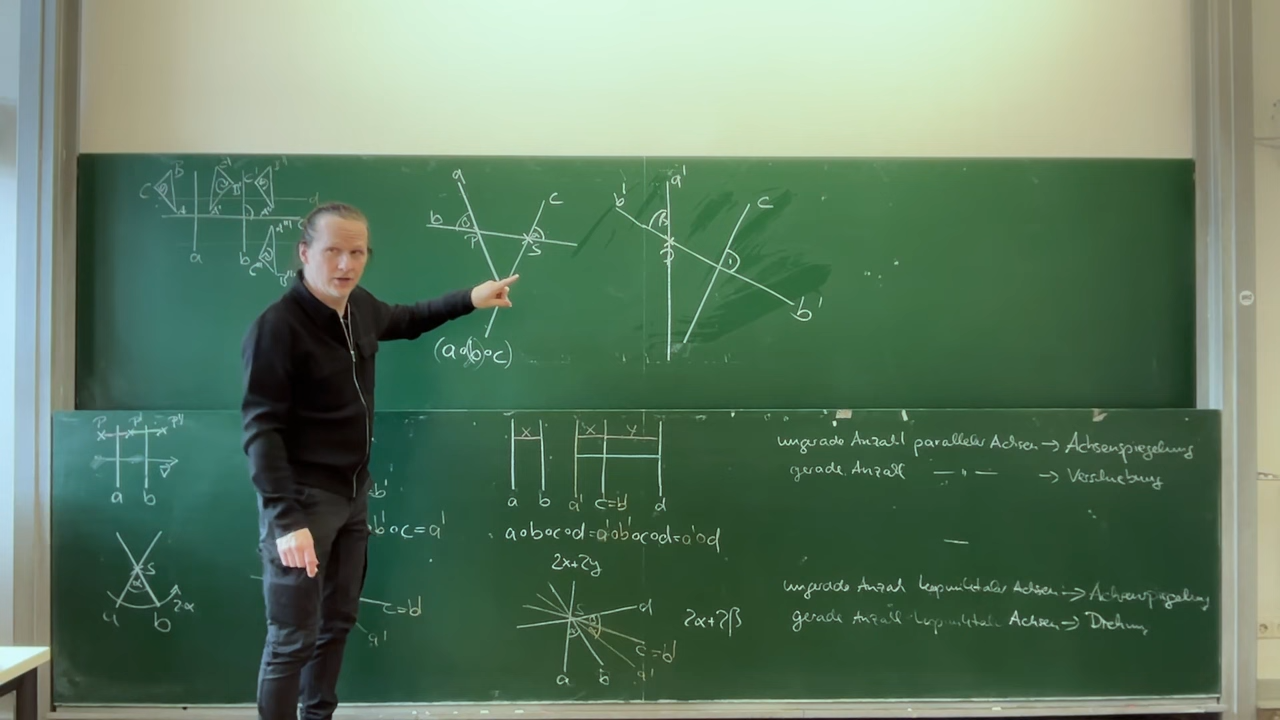 C B C' B'
A A' A''
d
a b
A'''
C'''
B'''
a
b β
P
c
α
S
(a∘(b)∘c)
a'
b'
β
P
c
b'
P P' P''
v
a b
S
α
a b 2α
b'
b'∘c=a'
c=b'
a'
x x y
a b a' c=b' d
a∘b∘c∘d=a'∘b'∘c∘d=a'∘d
2x+2y
S d
c=b'
a b a'
2α+2β
ungerade Anzahl paralleler Achsen → Achsenspiegelung
gerade Anzahl — " — → Verschiebung
—
ungerade Anzahl kopunktaler Achsen → Achsenspiegelung
gerade Anzahl kopunktaler Achsen → Drehung